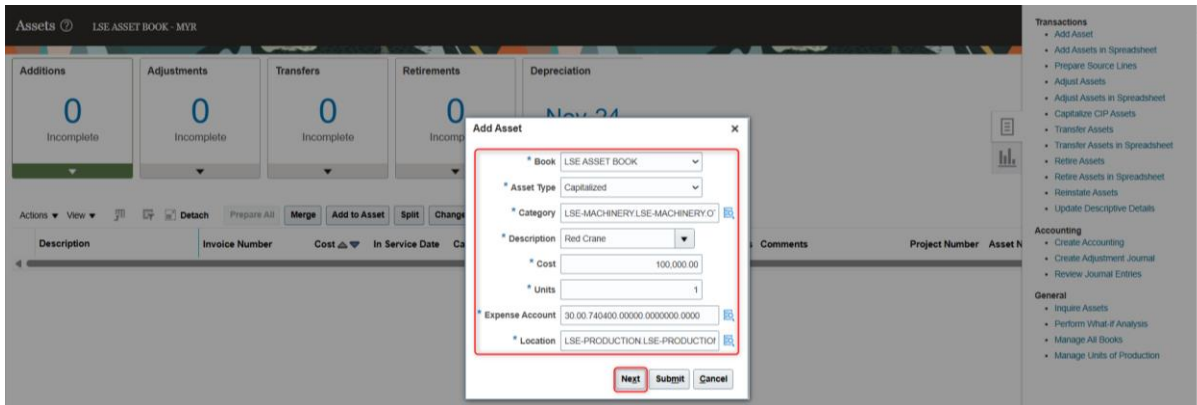 Assets LSE ASSET BOOK - MYR
Additions Adjustments Transfers Retirements Depreciation
0 0 0 0 Nov-24
Incomplete Incomplete Incomplete Incomp
Actions View Detach Prepare All Merge Add to Asset Split Change
Description Invoice Number Cost In Service Date Ca Comments Project Number Asset N
Add Asset
* Book LSE ASSET BOOK
* Asset Type Capitalized
* Category LSE-MACHINERY.LSE-MACHINERY.O
* Description Red Crane
* Cost 100,000.00
* Units 1
* Expense Account 30.00.740400.00000.0000000.0000
* Location LSE-PRODUCTION.LSE-PRODUCTION
Next Submit Cancel
Transactions
Add Asset
Add Assets in Spreadsheet
Prepare Source Lines
Adjust Assets
Adjust Assets in Spreadsheet
Capitalize CIP Assets
Transfer Assets
Transfer Assets in Spreadsheet
Retire Assets
Retire Assets in Spreadsheet
Reinstate Assets
Update Descriptive Details
Accounting
Create Accounting
Create Adjustment Journal
Review Journal Entries
General
Inquire Assets
Perform What-if Analysis
Manage All Books
Manage Units of Production